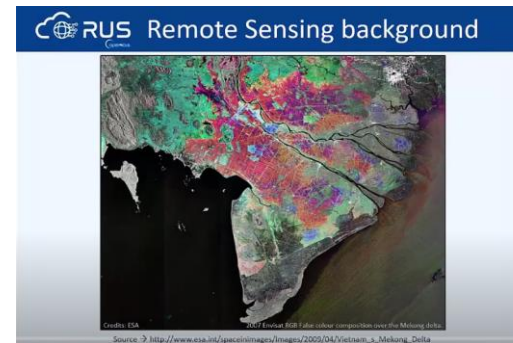 RUS Remote Sensing background
Copernicus
Credits: ESA
2007 Envisat RGB False colour composition over the Mekong delta.
Source → http://www.esa.int/spaceinimages/Images/2009/04/Vietnam_s_Mekong_Delta